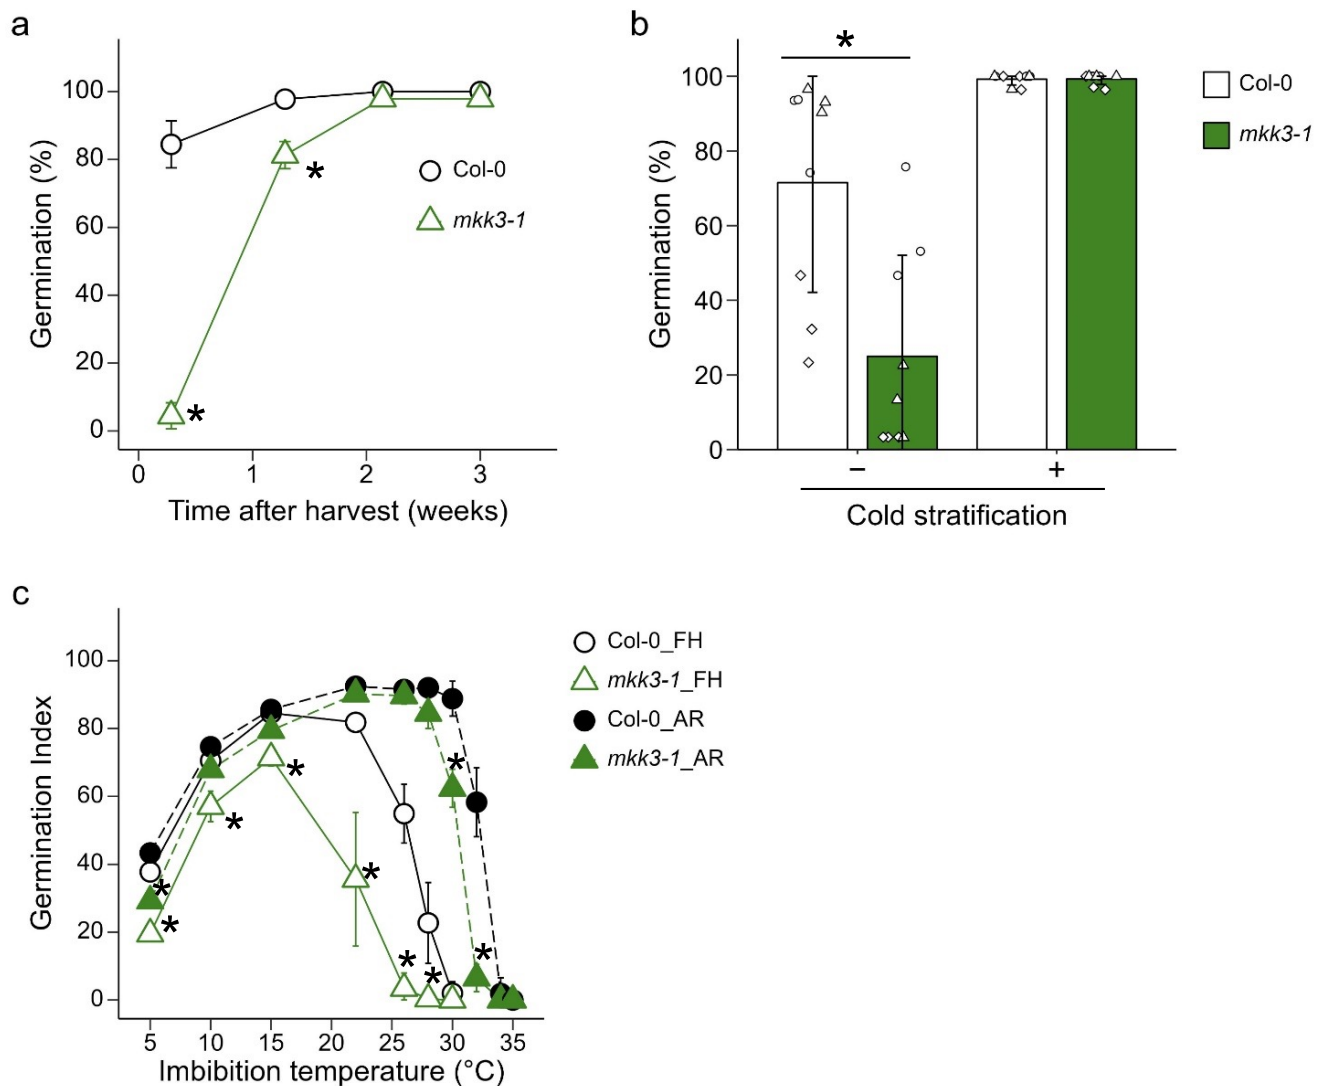 a
100
80
60
40
20
0
Germination (%)
0 1 2 3
Time after harvest (weeks)
Col-0
mkk3-1
*
*
b
100
80
60
40
20
0
Germination (%)
*
− +
Cold stratification
Col-0
mkk3-1
c
100
80
60
40
20
0
Germination Index
5 10 15 20 25 30 35
Imbibition temperature (°C)
* * * * * * * * *
Col-0_FH
mkk3-1_FH
Col-0_AR
mkk3-1_AR